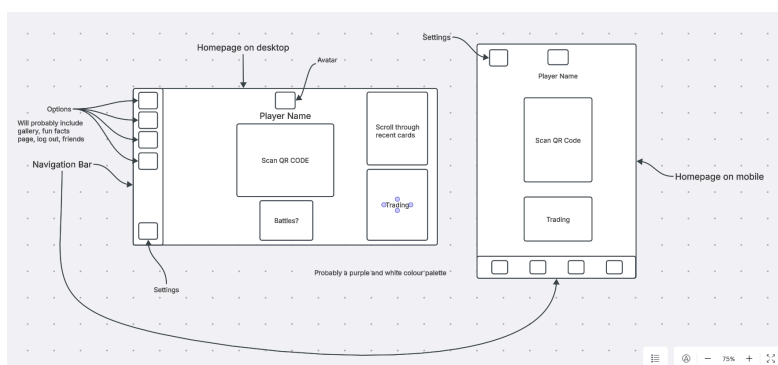 Homepage on desktop
Avatar
Options
Will probably include
gallery, fun facts
page, log out, friends
Navigation Bar
Player Name
Scan QR CODE
Battles?
Scroll through
recent cards
Trading
Settings
Probably a purple and white colour palette
Settings
Player Name
Scan QR Code
Trading
Homepage on mobile
75%